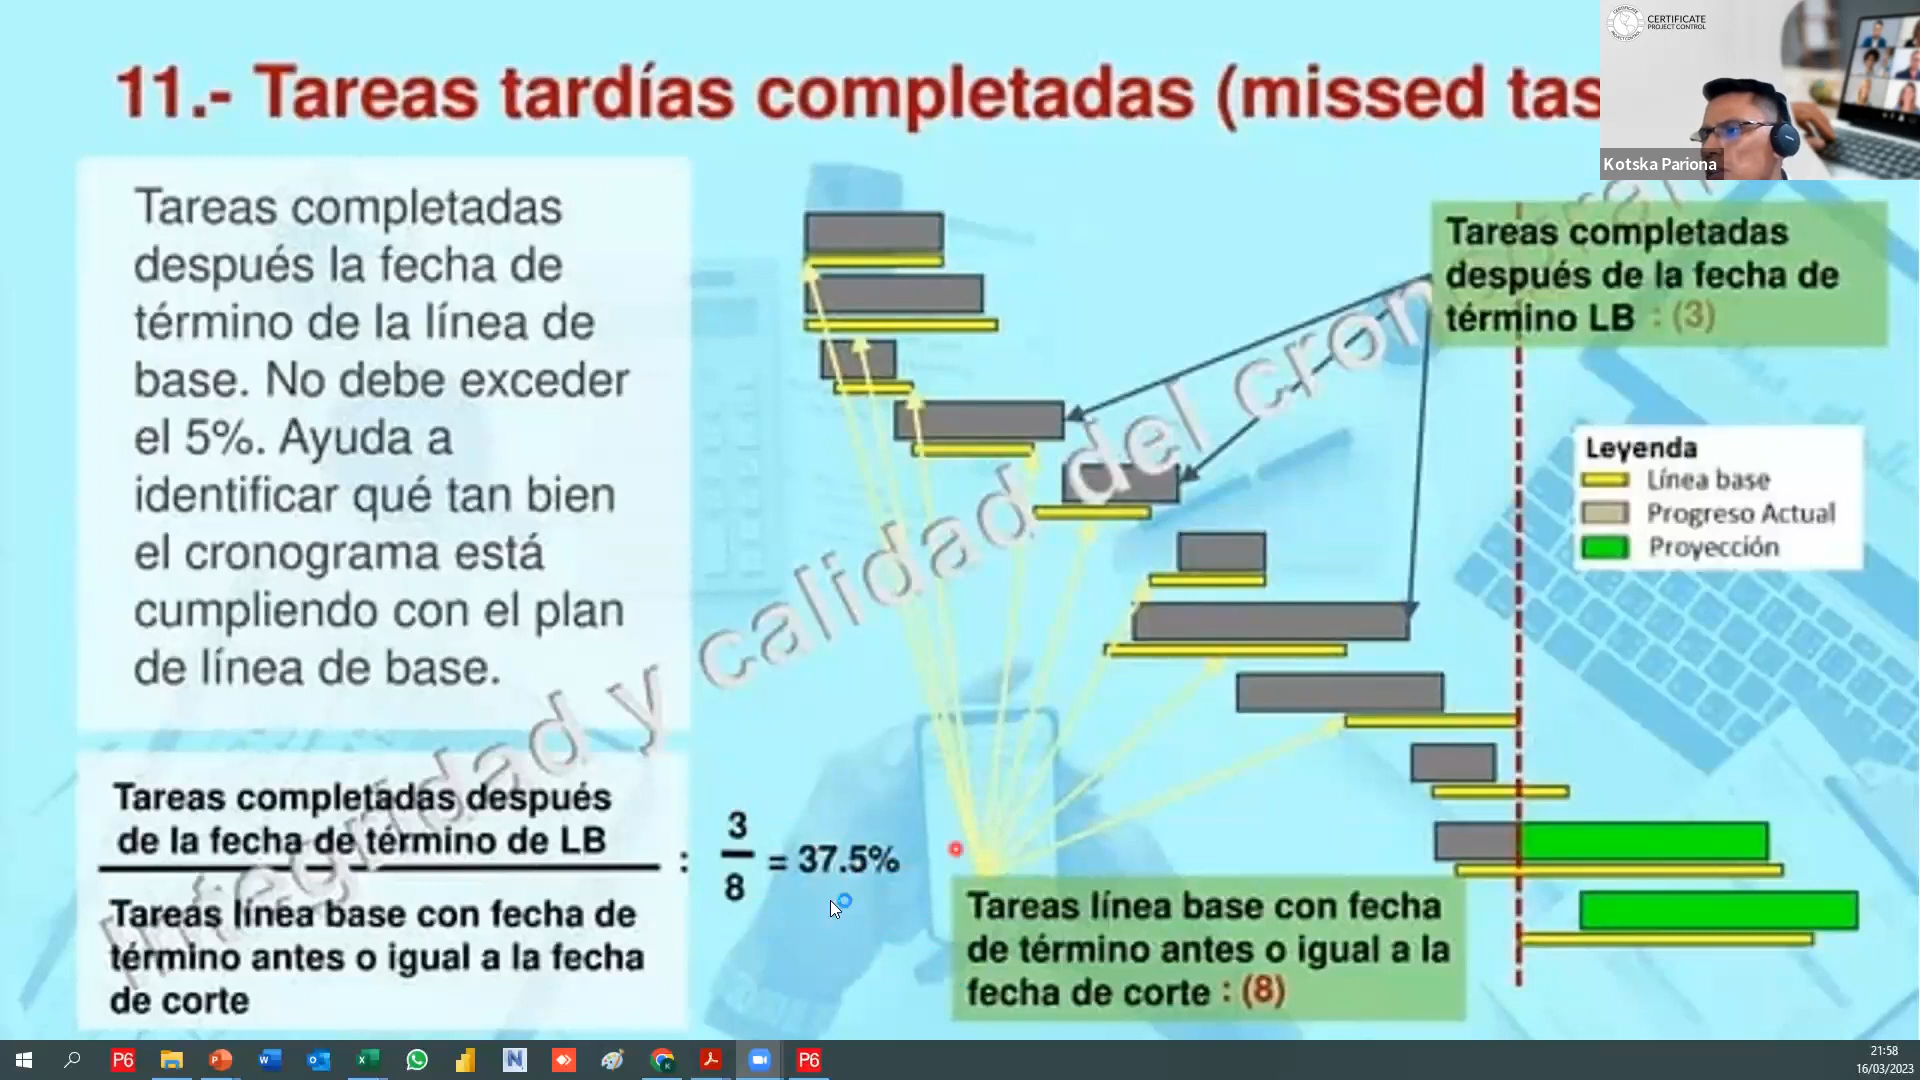 11.- Tareas tardías completadas (missed tas
CERTIFICATE
PROJECT CONTROL
Kotska Pariona
Tareas completadas
después la fecha de
término de la línea de
base. No debe exceder
el 5%. Ayuda a
identificar qué tan bien
el cronograma está
cumpliendo con el plan
de línea de base.
Tareas completadas
después de la fecha de
término LB : (3)
Leyenda
Línea base
Progreso Actual
Proyección
Integridad y calidad del cron
Tareas completadas después
de la fecha de término de LB
Tareas línea base con fecha de
término antes o igual a la fecha
de corte
:
3
8
= 37.5%
Tareas línea base con fecha
de término antes o igual a la
fecha de corte : (8)
21:58
16/03/2023